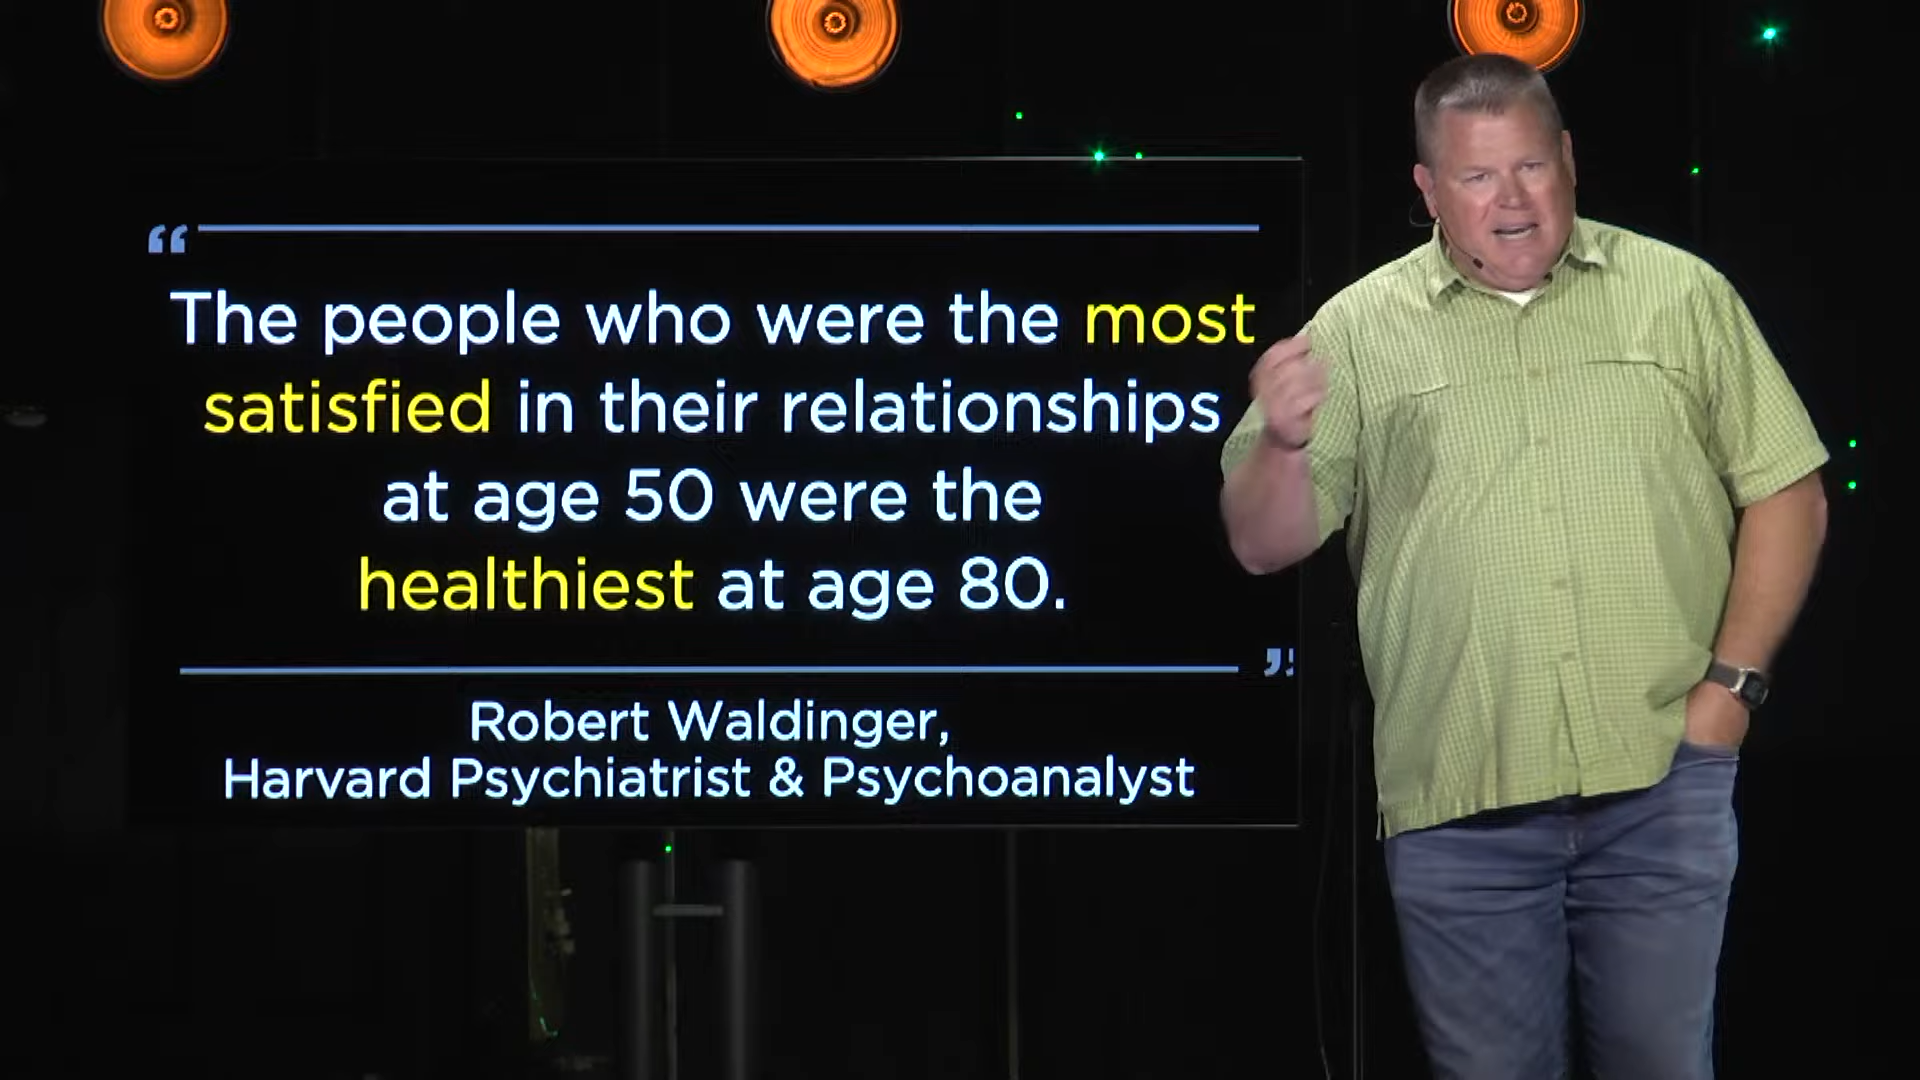 “
The people who were the most
satisfied in their relationships
at age 50 were the
healthiest at age 80.
”
Robert Waldinger,
Harvard Psychiatrist & Psychoanalyst